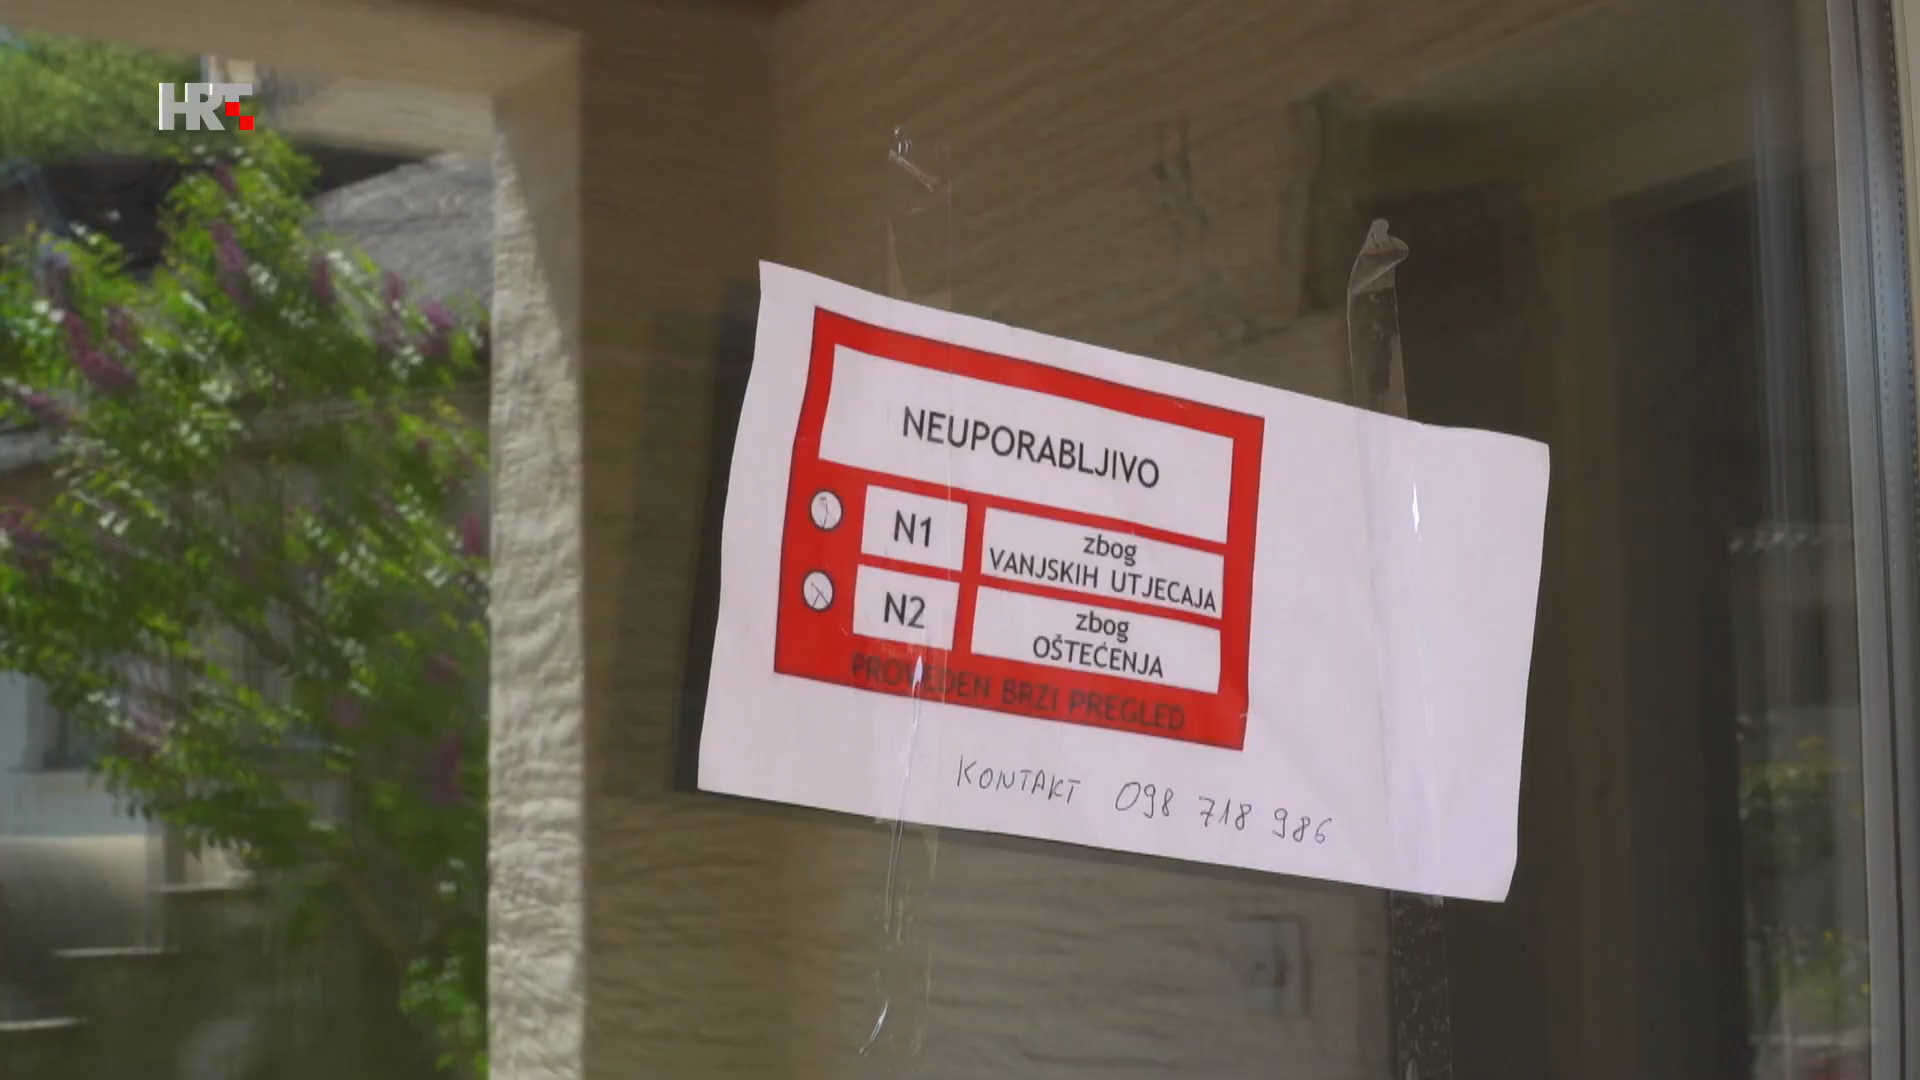 HRT
NEUPORABLJIVO
N1
zbog
VANJSKIH UTJECAJA
N2
zbog
OŠTEĆENJA
PROVEDEN BRZI PREGLED
KONTAKT 098 718 986